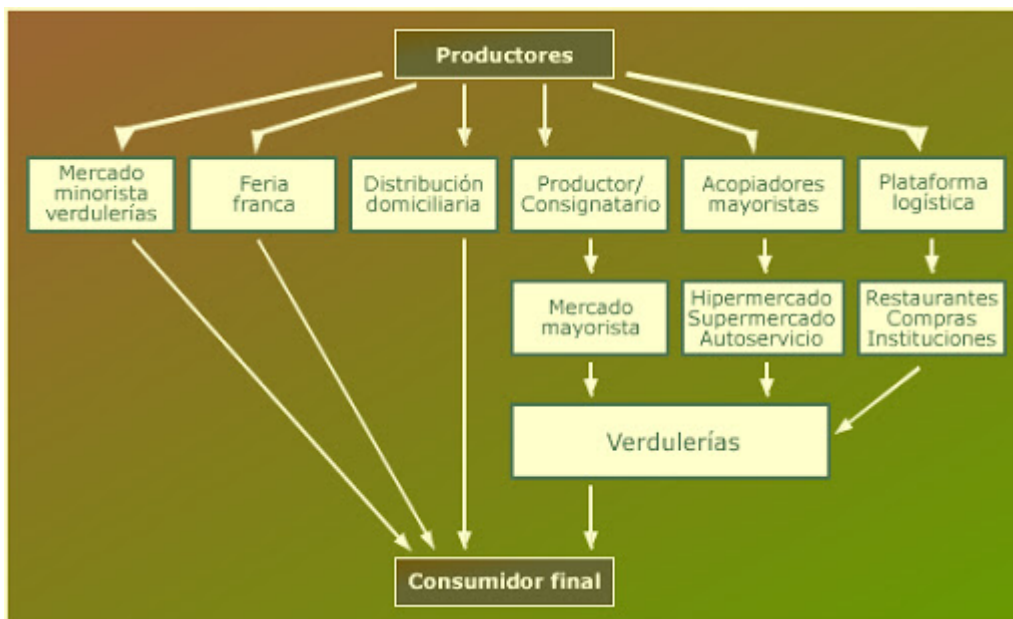 Productores
Mercado
minorista
verdulerías
Feria
franca
Distribución
domiciliaria
Productor/
Consignatario
Acopiadores
mayoristas
Plataforma
logística
Mercado
mayorista
Hipermercado
Supermercado
Autoservicio
Restaurantes
Compras
Instituciones
Verdulerías
Consumidor final